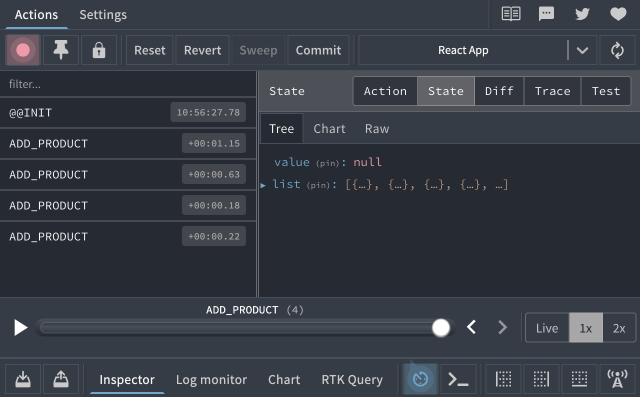 Actions Settings
Reset Revert Sweep Commit React App
filter...
@@INIT 10:56:27.78
ADD_PRODUCT +00:01.15
ADD_PRODUCT +00:00.63
ADD_PRODUCT +00:00.18
ADD_PRODUCT +00:00.22
State Action State Diff Trace Test
Tree Chart Raw
value (pin): null
▶ list (pin): [{…}, {…}, {…}, {…}, …]
ADD_PRODUCT (4)
Live 1x 2x
Inspector Log monitor Chart RTK Query